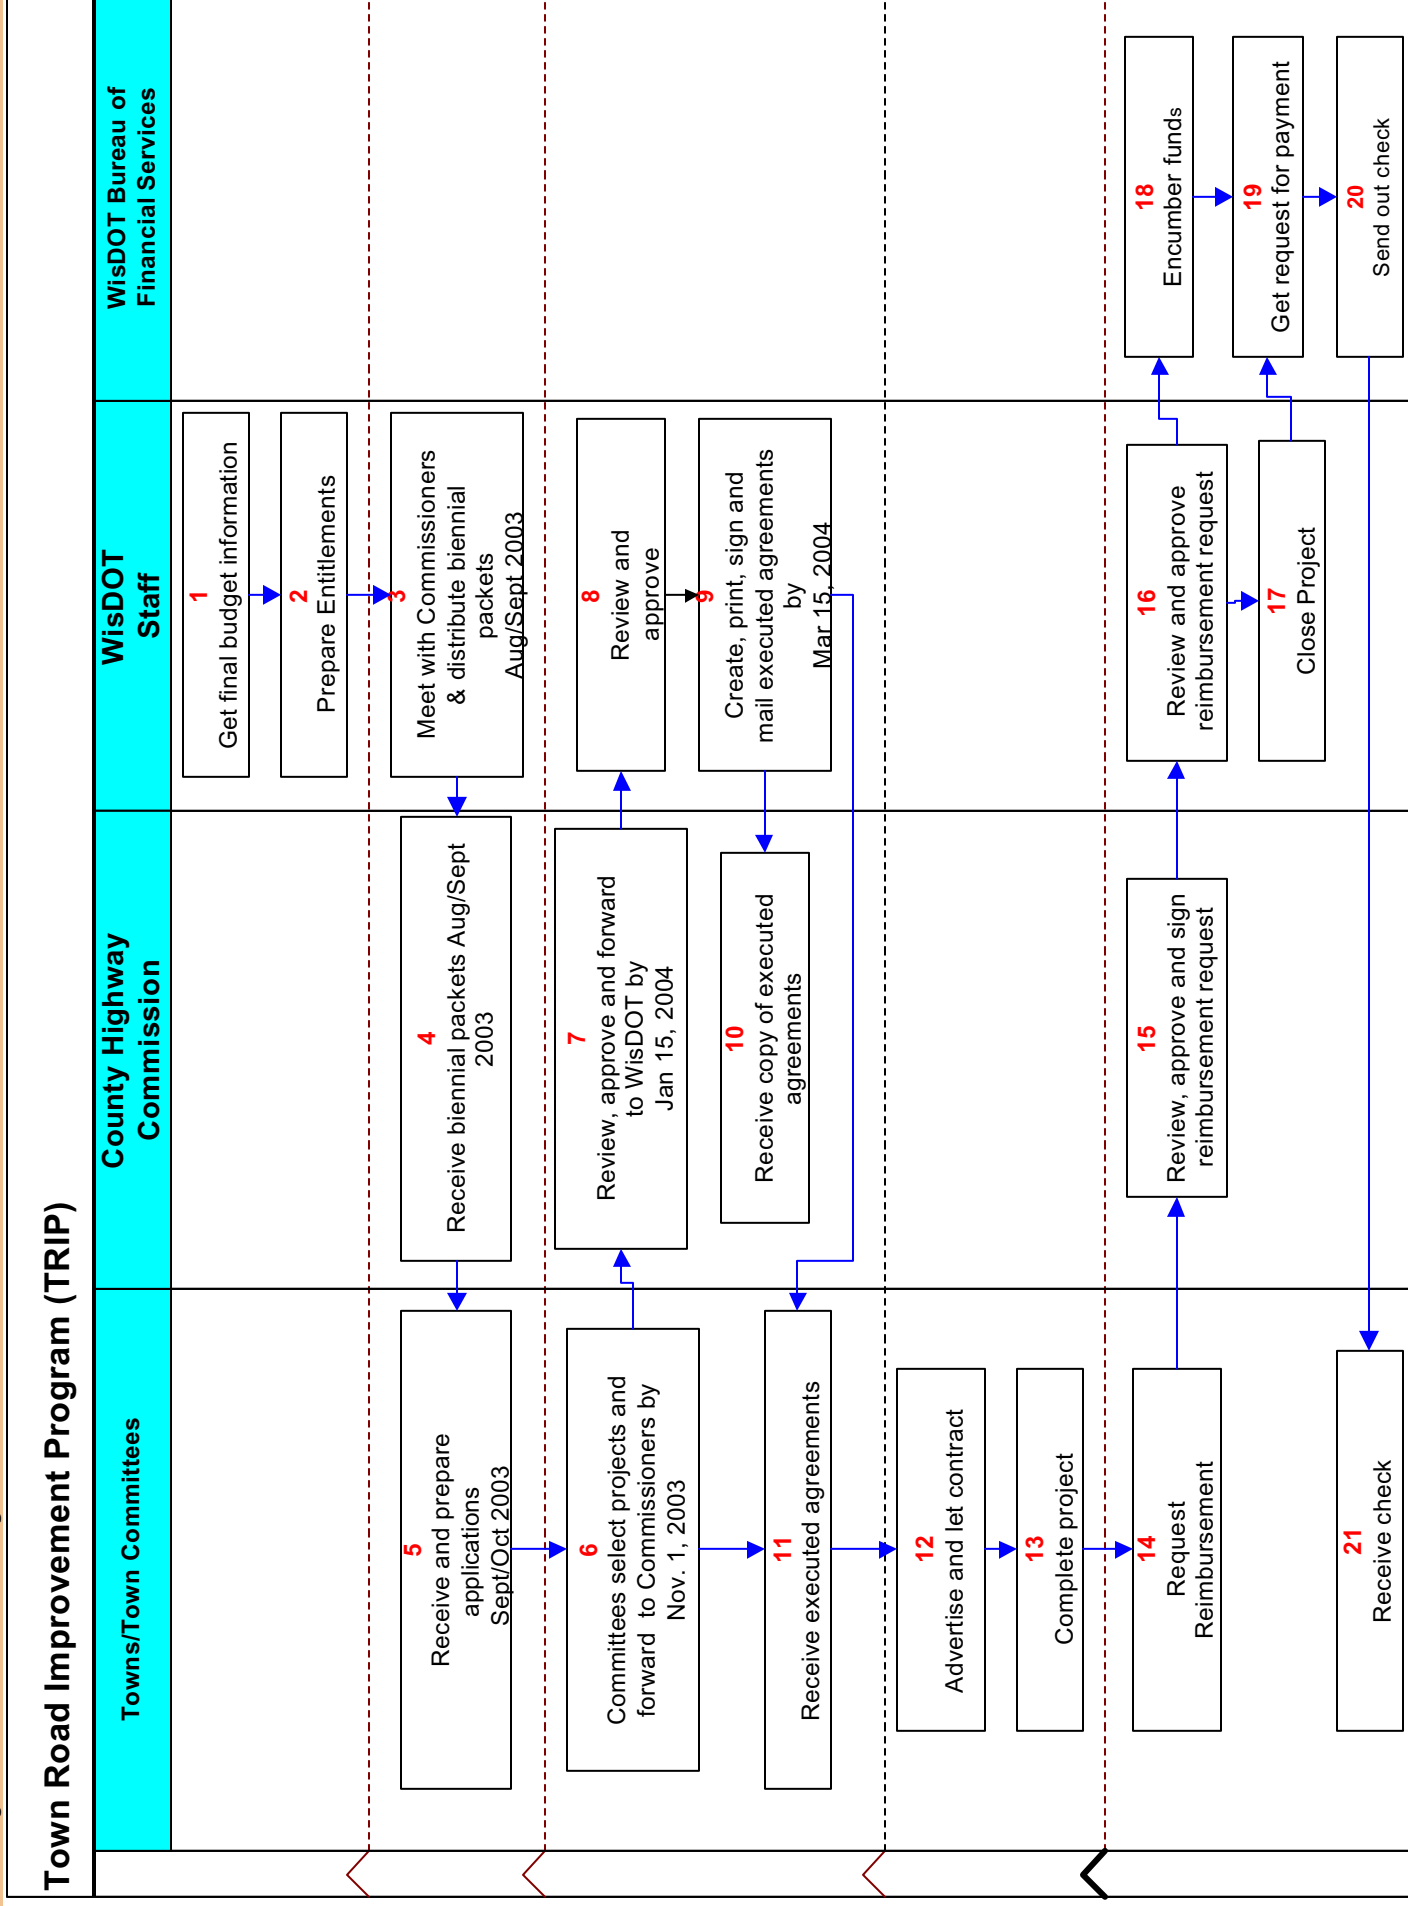 Town Road Improvement Program (TRIP)
Towns/Town Committees
County Highway
Commission
WisDOT
Staff
WisDOT Bureau of
Financial Services
1
Get final budget information
2
Prepare Entitlements
3
Meet with Commissioners
& distribute biennial
packets
Aug/Sept 2003
4
Receive biennial packets Aug/Sept
2003
5
Receive and prepare
applications
Sept/Oct 2003
6
Committees select projects and
forward to Commissioners by
Nov. 1, 2003
7
Review, approve and forward
to WisDOT by
Jan 15, 2004
8
Review and
approve
9
Create, print, sign and
mail executed agreements
by
Mar 15, 2004
10
Receive copy of executed
agreements
11
Receive executed agreements
12
Advertise and let contract
13
Complete project
14
Request
Reimbursement
15
Review, approve and sign
reimbursement request
16
Review and approve
reimbursement request
17
Close Project
18
Encumber funds
19
Get request for payment
20
Send out check
21
Receive check